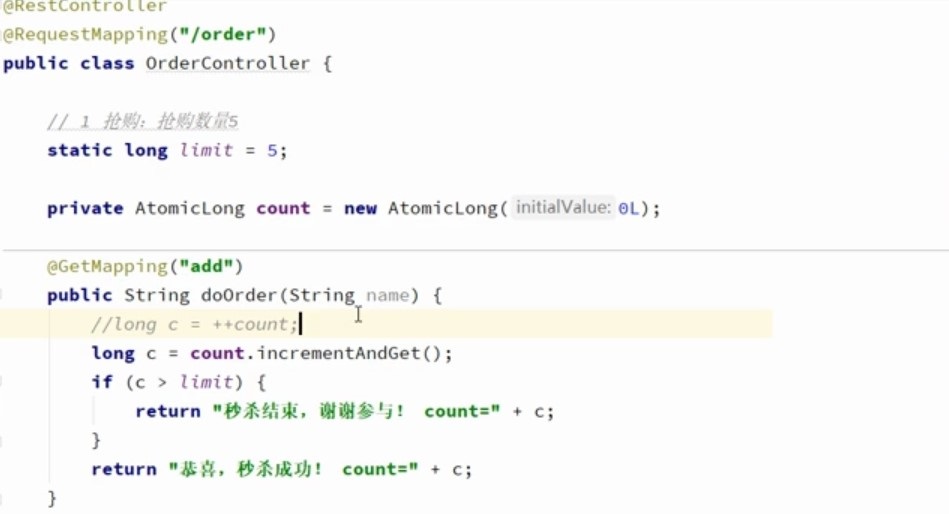 @RestController
@RequestMapping("/order")
public class OrderController {
// 1 抢购：抢购数量5
static long limit = 5;
private AtomicLong count = new AtomicLong( initialValue: 0L);
@GetMapping("add")
public String doOrder(String name) {
//long c = ++count;
long c = count.incrementAndGet();
if (c > limit) {
return "秒杀结束，谢谢参与！ count=" + c;
}
return "恭喜，秒杀成功！ count=" + c;
}